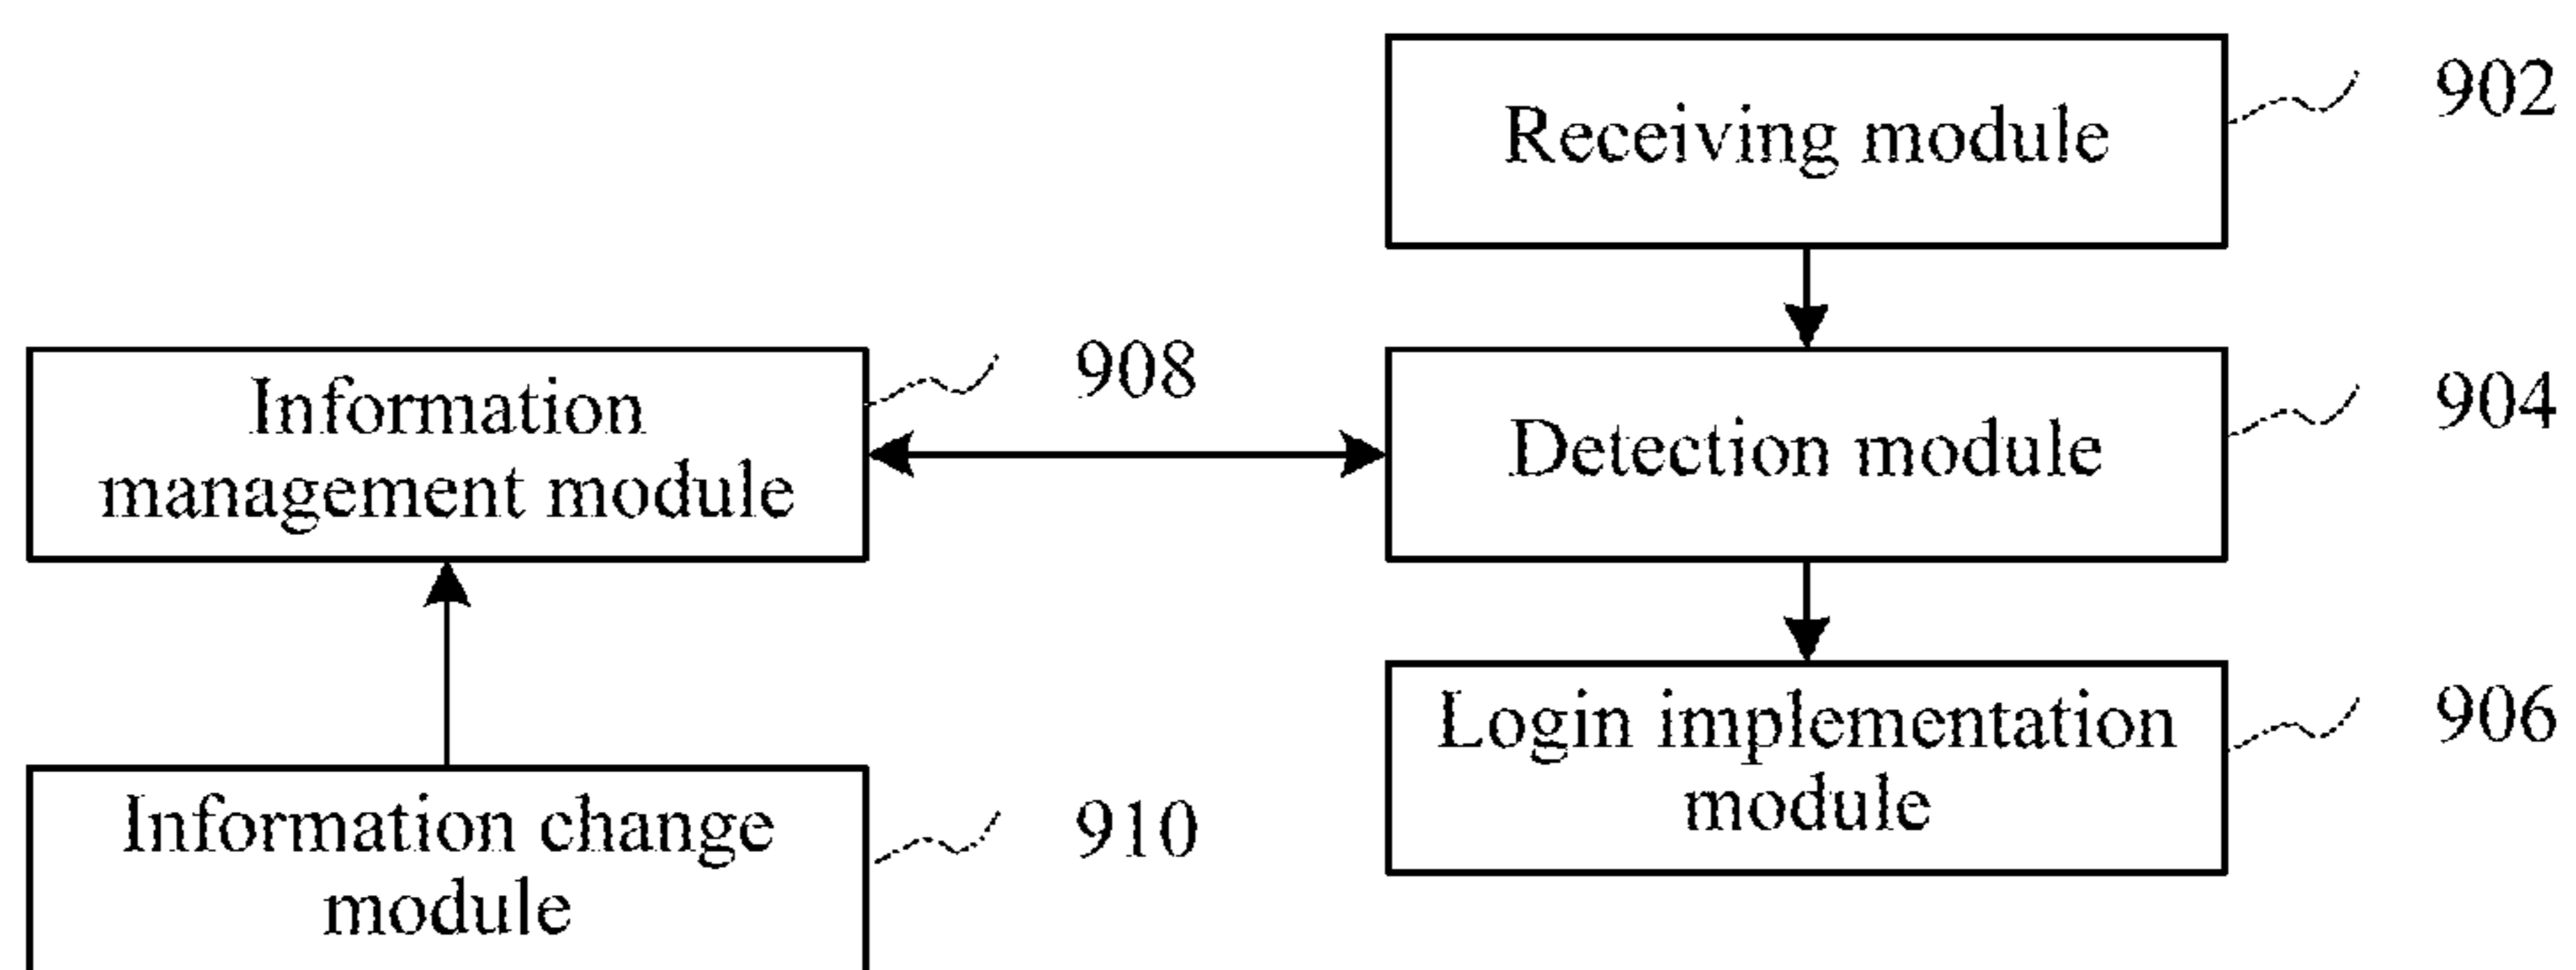 Receiving module
902
Information
management module
908
Detection module
904
Login implementation
module
906
Information change
module
910